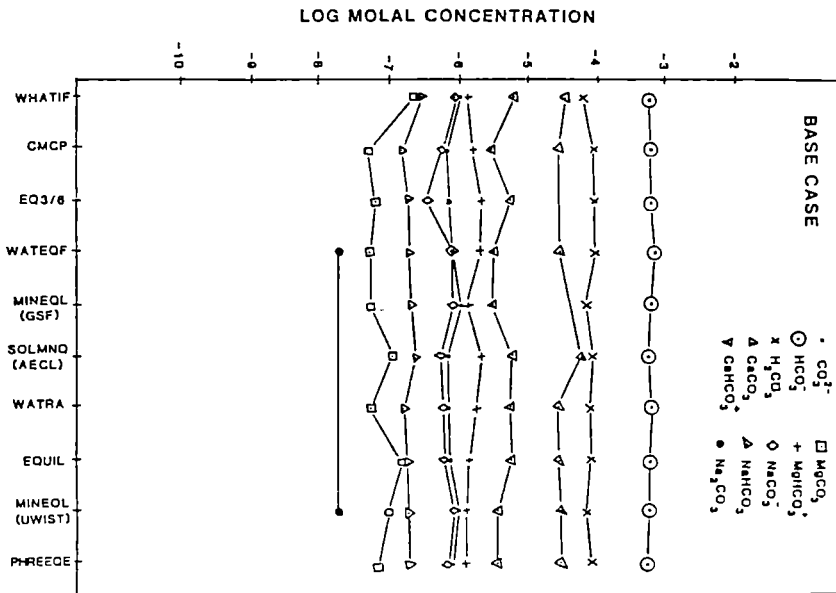 LOG MOLAL CONCENTRATION
-10
-9
-8
-7
-6
-5
-4
-3
-2
WHATIF
CMCP
EQ3/6
WATEQF
MINEQL
(GSF)
SOLMNQ
(AECL)
WATRA
EQUIL
MINEQL
(UWIST)
PHREEQE
BASE CASE
CO₃²⁻
HCO₃⁻
H₂CO₃
CaCO₃
CaHCO₃⁺
MgCO₃
MgHCO₃⁺
NaCO₃⁻
NaHCO₃
Na₂CO₃